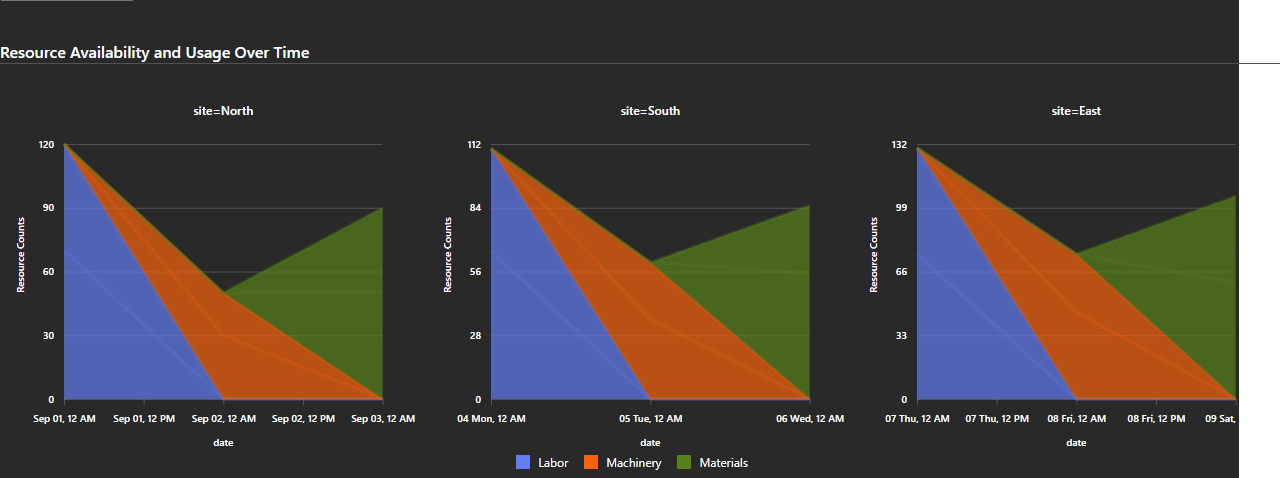 Resource Availability and Usage Over Time
site=North
site=South
site=East
120
90
60
30
0
Resource Counts
Sep 01, 12 AM
Sep 01, 12 PM
Sep 02, 12 AM
Sep 02, 12 PM
Sep 03, 12 AM
date
112
84
56
28
0
Resource Counts
04 Mon, 12 AM
05 Tue, 12 AM
06 Wed, 12 AM
date
132
99
66
33
0
Resource Counts
07 Thu, 12 AM
07 Thu, 12 PM
08 Fri, 12 AM
08 Fri, 12 PM
09 Sat,
date
Labor
Machinery
Materials